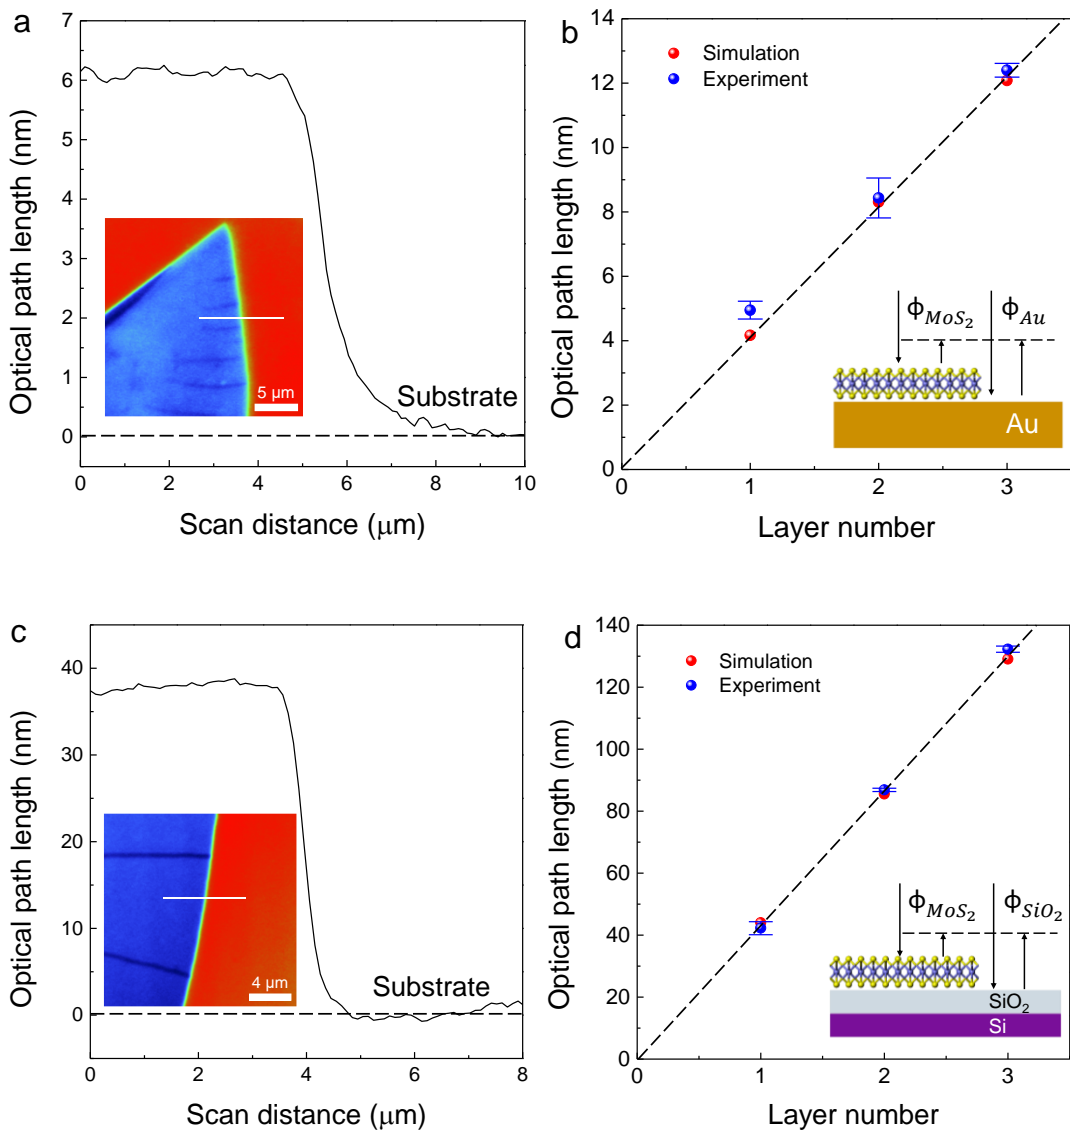 a
7
6
5
4
3
2
1
0
Optical path length (nm)
5 μm
Substrate
0 2 4 6 8 10
Scan distance (μm)
b
14
12
10
8
6
4
2
0
Optical path length (nm)
Simulation
Experiment
ϕMoS₂ ϕAu
Au
0 1 2 3
Layer number
c
40
30
20
10
0
Optical path length (nm)
4 μm
Substrate
0 2 4 6 8
Scan distance (μm)
d
140
120
100
80
60
40
20
0
Optical path length (nm)
Simulation
Experiment
ϕMoS₂ ϕSiO₂
SiO₂
Si
0 1 2 3
Layer number